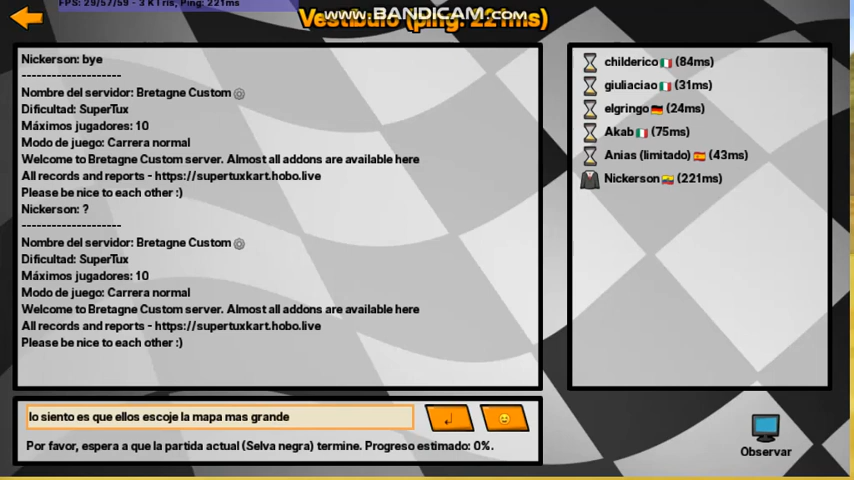 FPS: 29/57/59 - 3 KTris, Ping: 221ms
Vestíbulo (ping: 221ms)
www.BANDICAM.com
Nickerson: bye
--------------------
Nombre del servidor: Bretagne Custom
Dificultad: SuperTux
Máximos jugadores: 10
Modo de juego: Carrera normal
Welcome to Bretagne Custom server. Almost all addons are available here
All records and reports - https://supertuxkart.hobo.live
Please be nice to each other :)
Nickerson: ?
--------------------
Nombre del servidor: Bretagne Custom
Dificultad: SuperTux
Máximos jugadores: 10
Modo de juego: Carrera normal
Welcome to Bretagne Custom server. Almost all addons are available here
All records and reports - https://supertuxkart.hobo.live
Please be nice to each other :)
childerico (84ms)
giuliaciao (31ms)
elgringo (24ms)
Akab (75ms)
Anias (limitado) (43ms)
Nickerson (221ms)
lo siento es que ellos escoje la mapa mas grande
Por favor, espera a que la partida actual (Selva negra) termine. Progreso estimado: 0%.
Observar